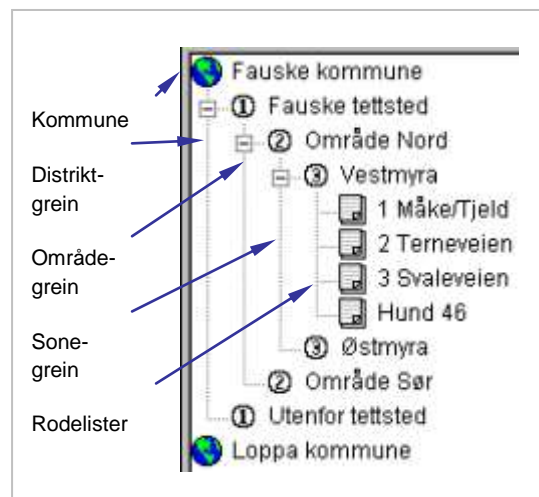 Fauske kommune
① Fauske tettsted
② Område Nord
③ Vestmyra
1 Måke/Tjeld
2 Terneveien
3 Svaleveien
Hund 46
③ Østmyra
② Område Sør
① Utenfor tettsted
Loppa kommune
Kommune
Distrikt-
grein
Område-
grein
Sone-
grein
Rodelister